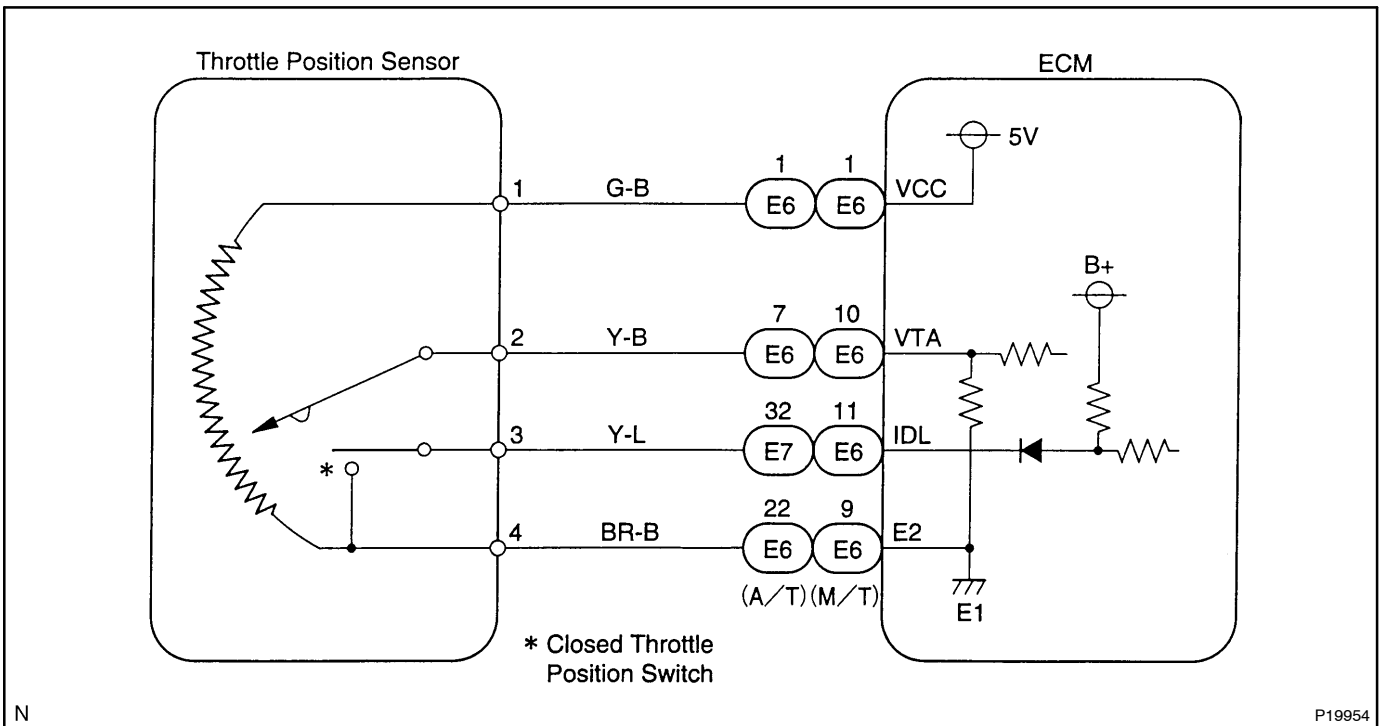 Throttle Position Sensor
ECM
5V
1 G-B 1 1 VCC
E6 E6
B+
2 Y-B 7 10 VTA
E6 E6
3 Y-L 32 11 IDL
E7 E6
*
4 BR-B 22 9 E2
E6 E6
(A/T) (M/T)
E1
* Closed Throttle
Position Switch
N
P19954